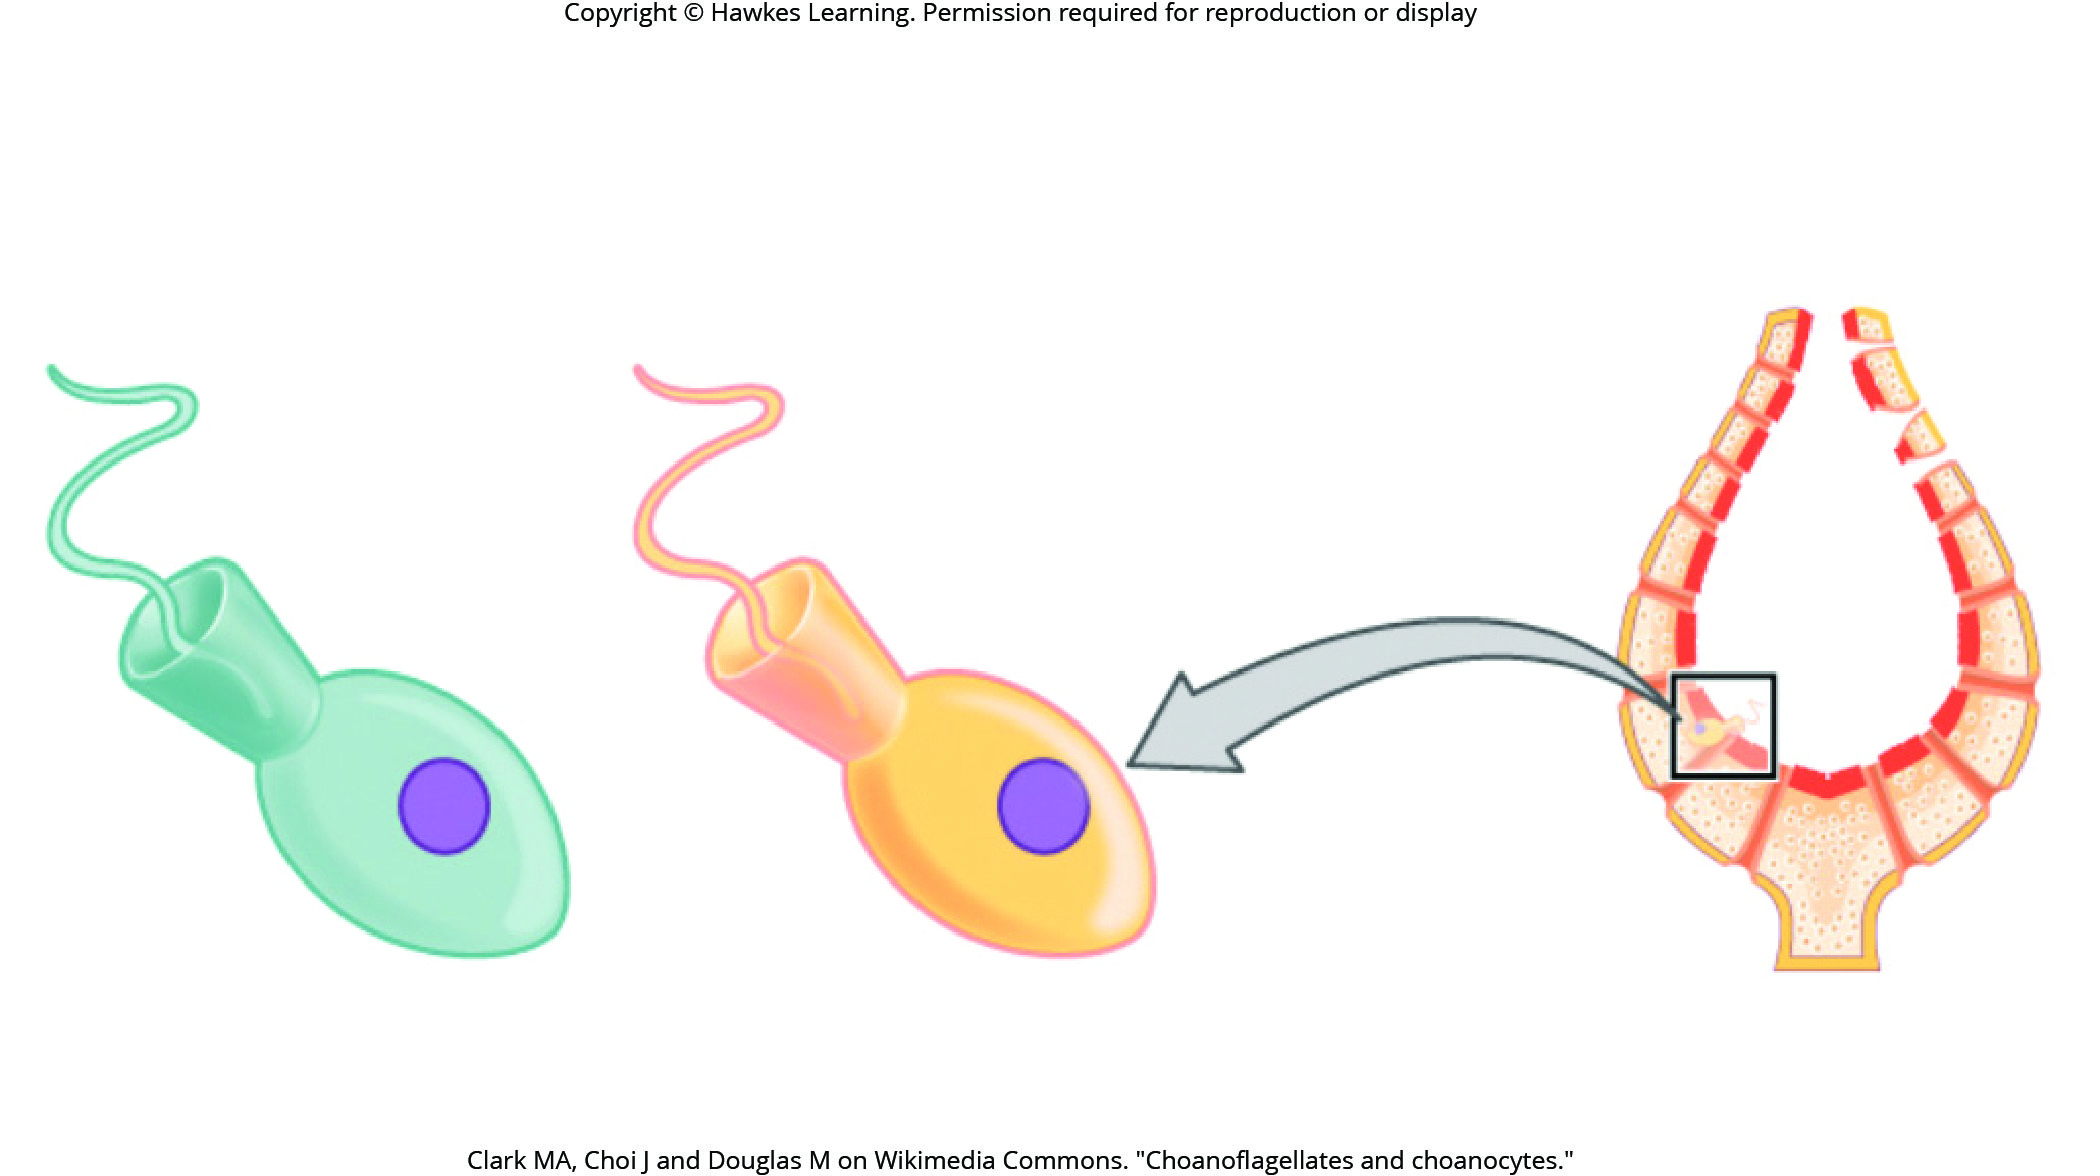 Copyright © Hawkes Learning. Permission required for reproduction or display
Clark MA, Choi J and Douglas M on Wikimedia Commons. "Choanoflagellates and choanocytes."